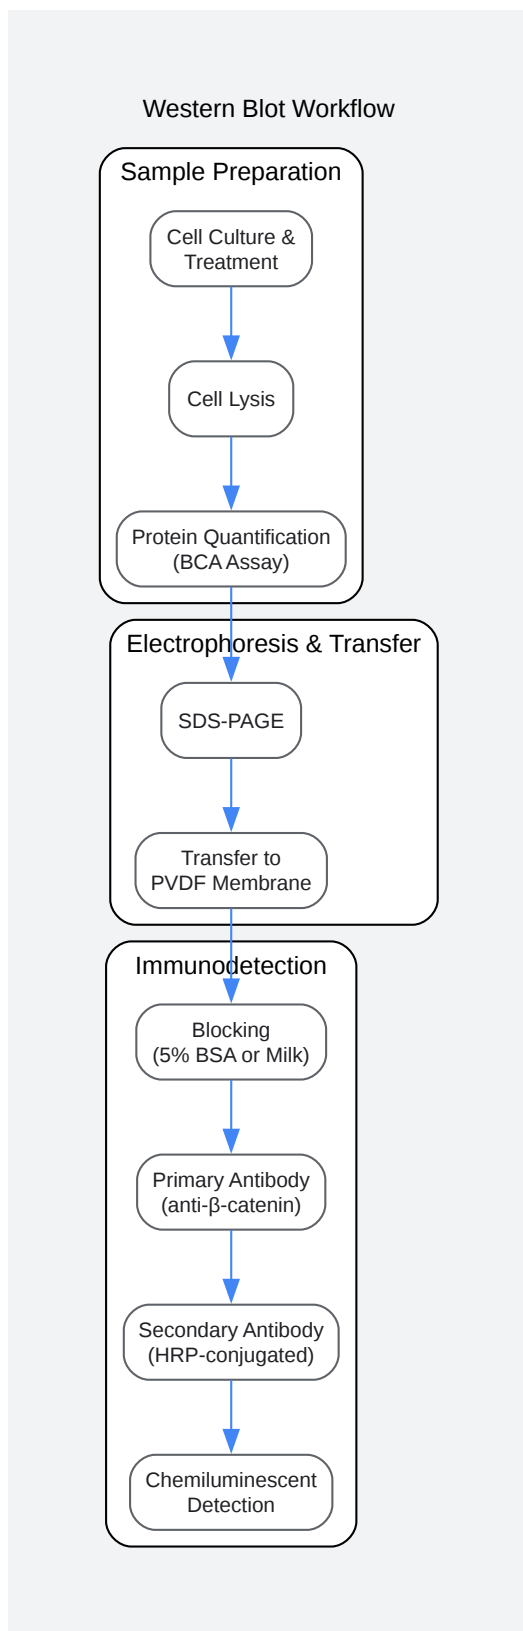 Western Blot Workflow
Sample Preparation
Cell Culture &
Treatment
Cell Lysis
Protein Quantification
(BCA Assay)
Electrophoresis & Transfer
SDS-PAGE
Transfer to
PVDF Membrane
Immunodetection
Blocking
(5% BSA or Milk)
Primary Antibody
(anti-β-catenin)
Secondary Antibody
(HRP-conjugated)
Chemiluminescent
Detection